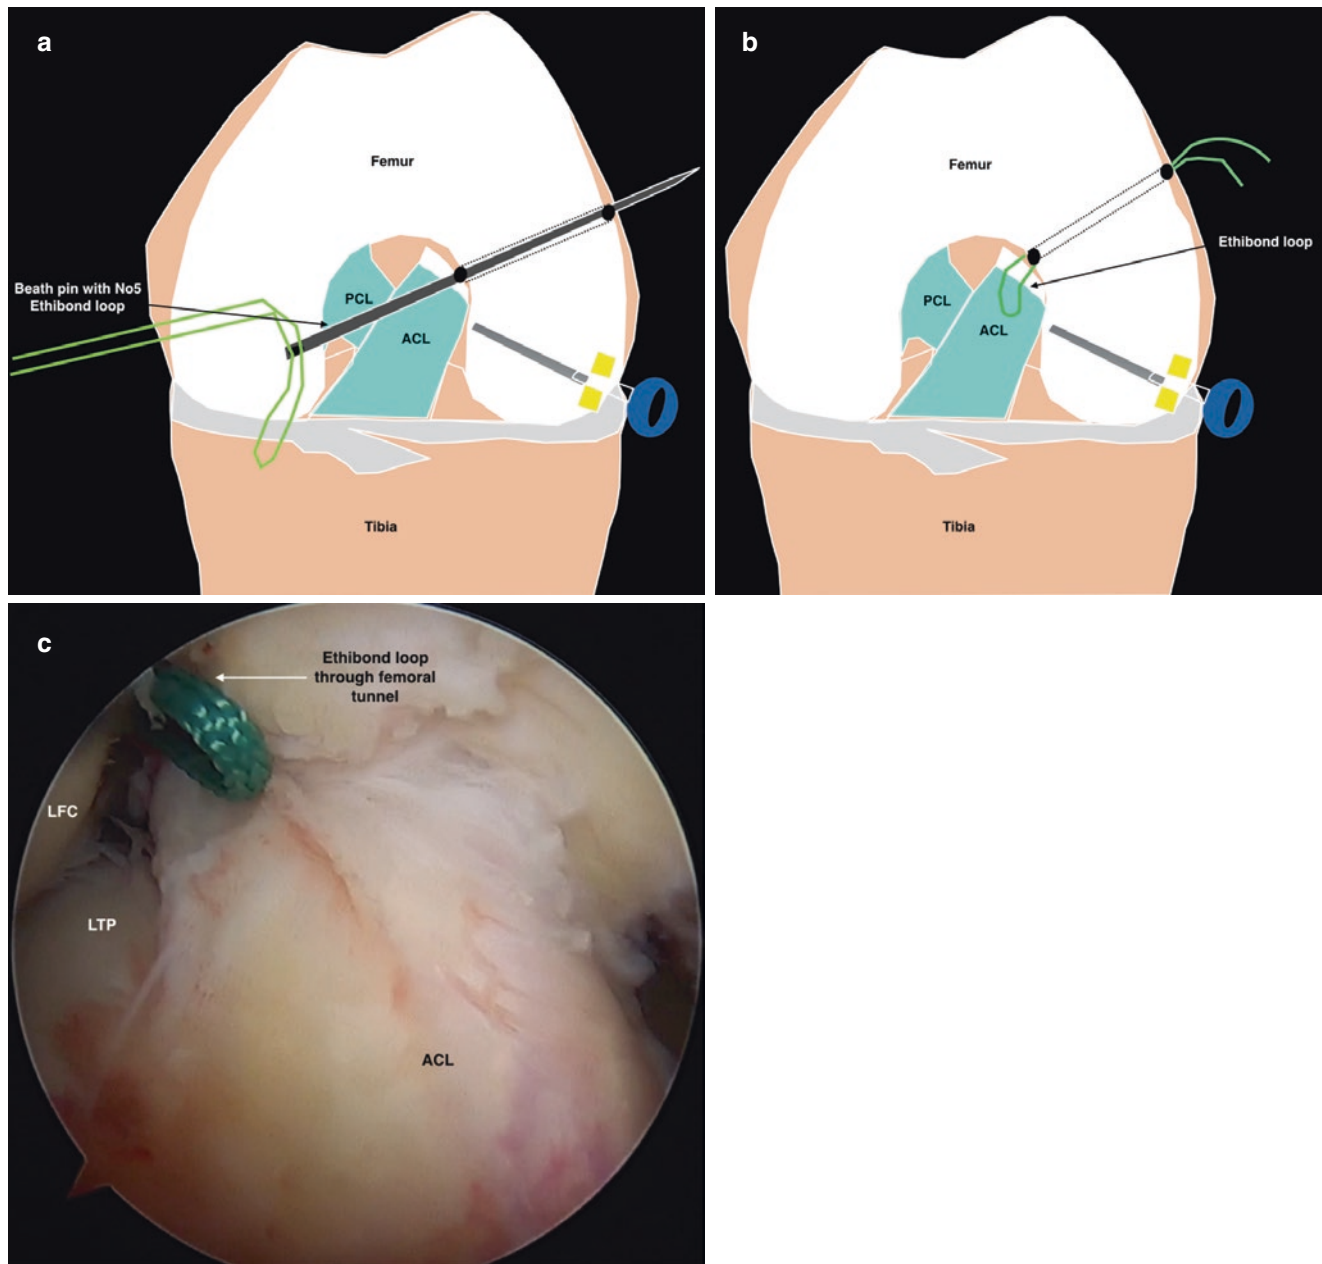 a
Femur
Beath pin with No5
Ethibond loop
PCL
ACL
Tibia
b
Femur
Ethibond loop
PCL
ACL
Tibia
c
Ethibond loop
through femoral
tunnel
LFC
LTP
ACL